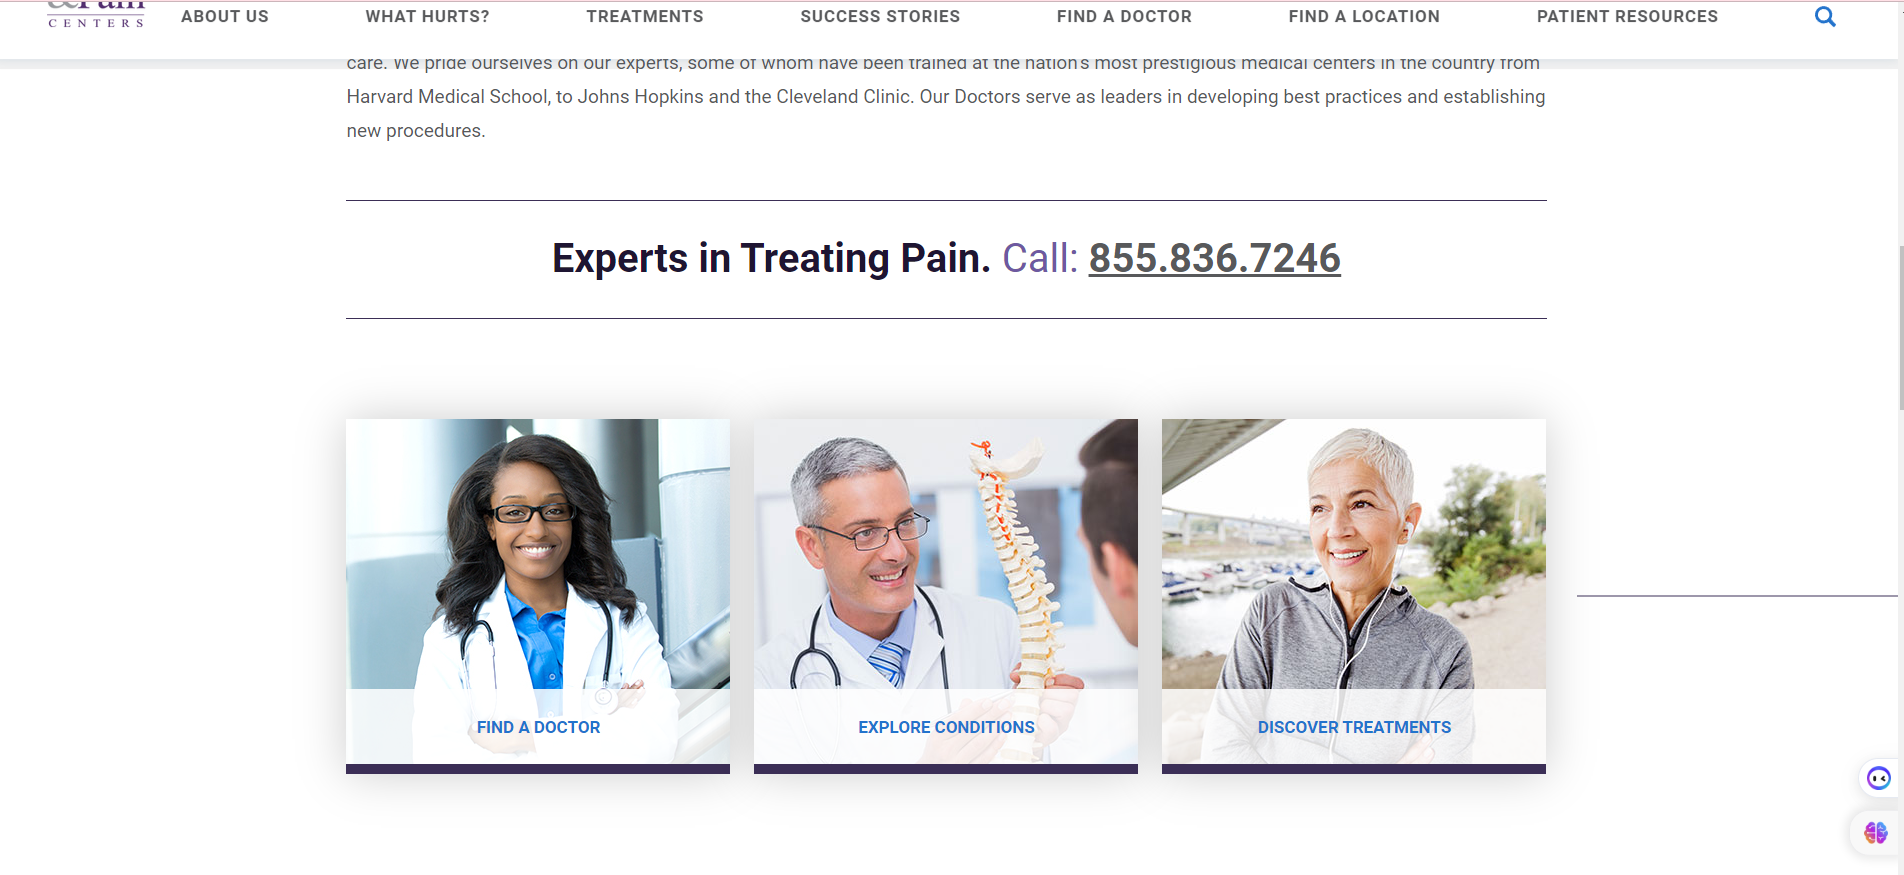 &Pain
CENTERS
ABOUT US
WHAT HURTS?
TREATMENTS
SUCCESS STORIES
FIND A DOCTOR
FIND A LOCATION
PATIENT RESOURCES
care. We pride ourselves on our experts, some of whom have been trained at the nation's most prestigious medical centers in the country from
Harvard Medical School, to Johns Hopkins and the Cleveland Clinic. Our Doctors serve as leaders in developing best practices and establishing
new procedures.
Experts in Treating Pain. Call: 855.836.7246
FIND A DOCTOR
EXPLORE CONDITIONS
DISCOVER TREATMENTS